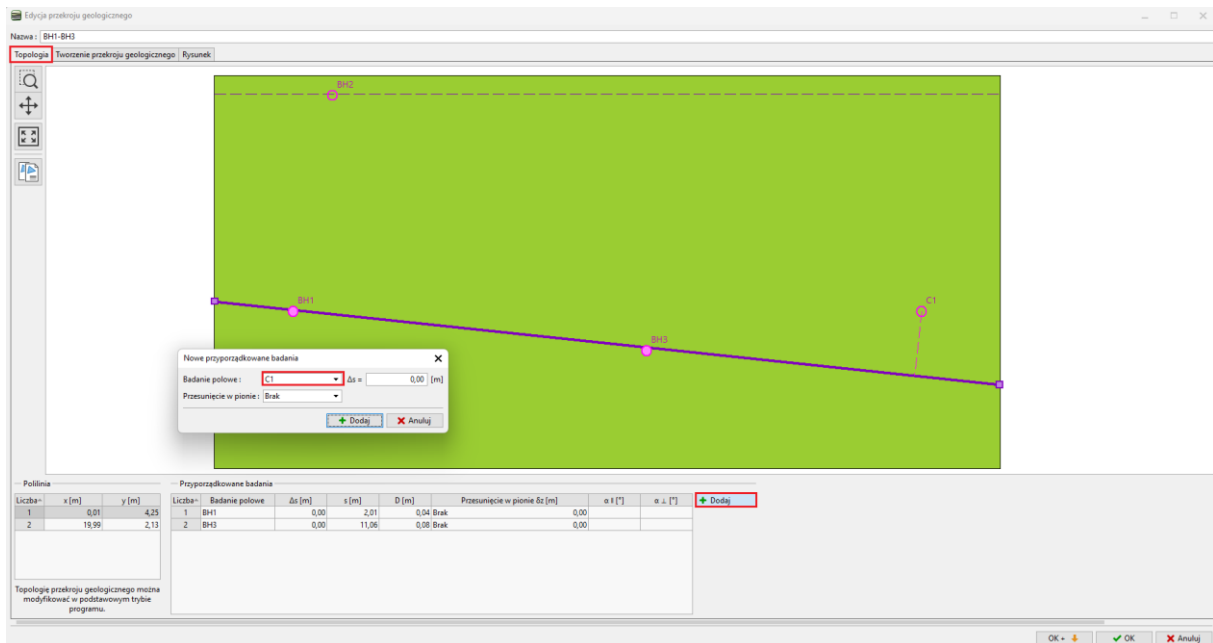 Edycja przekroju geologicznego
Nazwa : BH1-BH3
Topologia Tworzenie przekroju geologicznego Rysunek
BH2
BH1
C1
BH3
Nowe przyporządkowane badania
Badanie polowe : C1 Δs = 0,00 [m]
Przesunięcie w pionie : Brak
Dodaj Anuluj
Polilinia
Liczba x [m] y [m]
1 0,01 4,25
2 19,99 2,13
Topologię przekroju geologicznego można
modyfikować w podstawowym trybie
programu.
Przyporządkowane badania
Liczba Badanie polowe Δs [m] s [m] D [m] Przesunięcie w pionie δz [m] α ∥ [°] α ⊥ [°]
1 BH1 0,00 2,01 0,04 Brak 0,00
2 BH3 0,00 11,06 0,08 Brak 0,00
Dodaj
OK + OK Anuluj